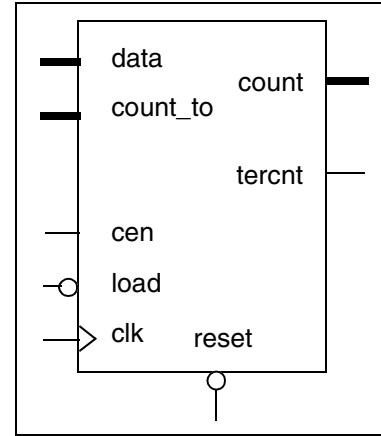 data
count
count_to
tercnt
cen
load
clk
reset